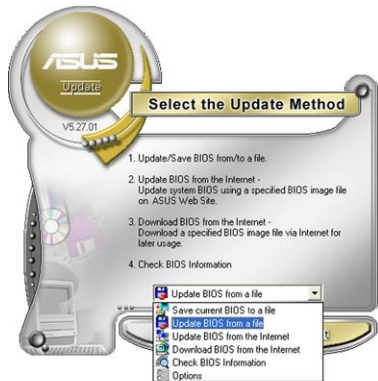 ASUS
Update
V5.27.01
Select the Update Method
1. Update/Save BIOS from/to a file.
2. Update BIOS from the Internet -
Update system BIOS using a specified BIOS image file
on ASUS Web Site.
3. Download BIOS from the Internet -
Download a specified BIOS image file via Internet for
later usage.
4. Check BIOS Information
Update BIOS from a file
Save current BIOS to a file
Update BIOS from a file
Update BIOS from the Internet
Download BIOS from the Internet
Check BIOS Information
Options